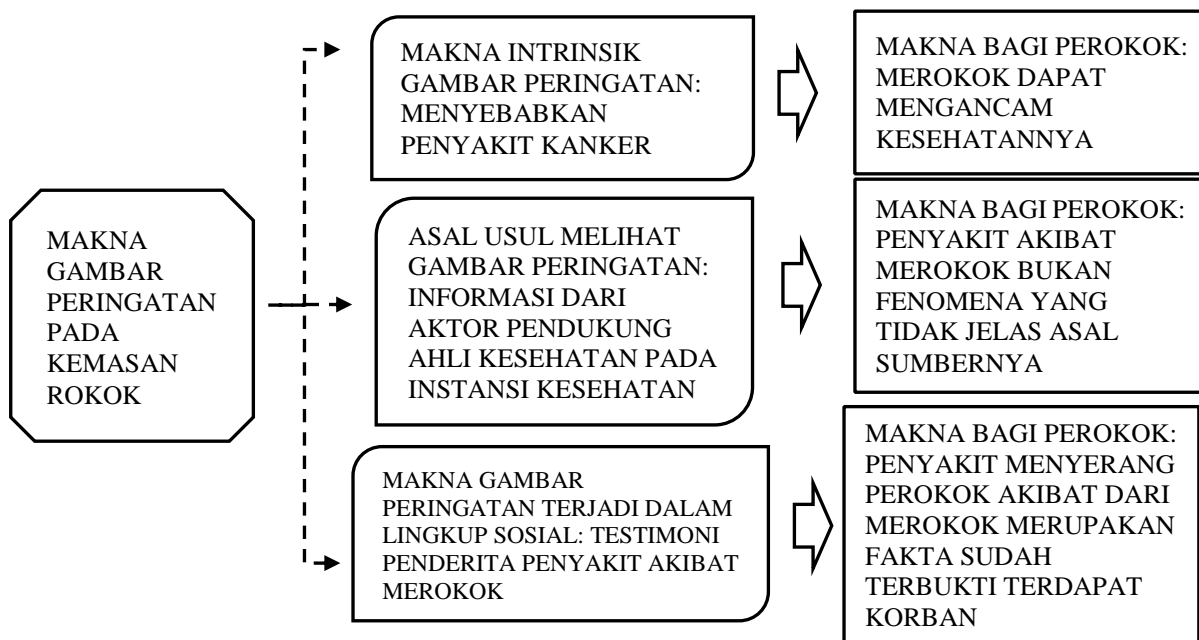 MAKNA
GAMBAR
PERINGATAN
PADA
KEMASAN
ROKOK
MAKNA INTRINSIK
GAMBAR PERINGATAN:
MENYEBABKAN
PENYAKIT KANKER
MAKNA BAGI PEROKOK:
MEROKOK DAPAT
MENGANCAM
KESEHATANNYA
ASAL USUL MELIHAT
GAMBAR PERINGATAN:
INFORMASI DARI
AKTOR PENDUKUNG
AHLI KESEHATAN PADA
INSTANSI KESEHATAN
MAKNA BAGI PEROKOK:
PENYAKIT AKIBAT
MEROKOK BUKAN
FENOMENA YANG
TIDAK JELAS ASAL
SUMBERNYA
MAKNA GAMBAR
PERINGATAN TERJADI DALAM
LINGKUP SOSIAL: TESTIMONI
PENDERITA PENYAKIT AKIBAT
MEROKOK
MAKNA BAGI PEROKOK:
PENYAKIT MENYERANG
PEROKOK AKIBAT DARI
MEROKOK MERUPAKAN
FAKTA SUDAH
TERBUKTI TERDAPAT
KORBAN